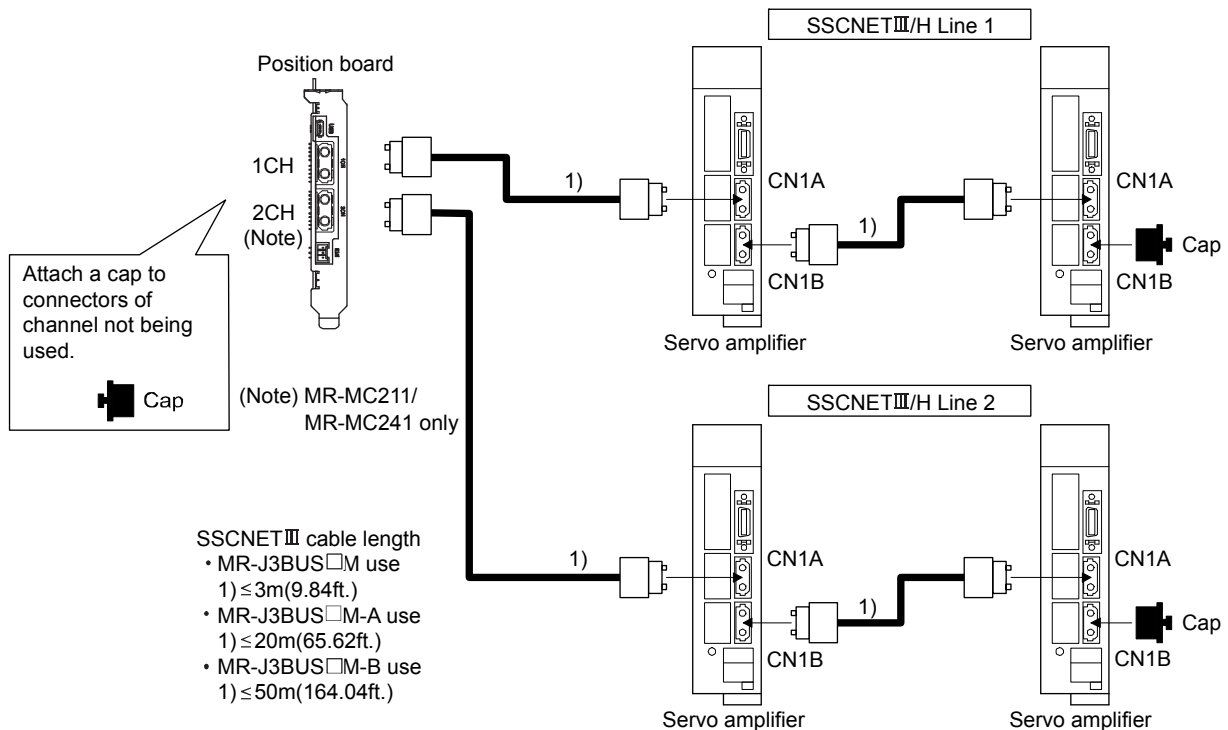 SSCNETⅢ/H Line 1
Position board
1CH
2CH
(Note)
Attach a cap to
connectors of
channel not being
used.
Cap
(Note) MR-MC211/
MR-MC241 only
1)
CN1A
1)
CN1B
Servo amplifier
CN1A
Cap
CN1B
Servo amplifier
SSCNETⅢ/H Line 2
SSCNETⅢ cable length
・MR-J3BUS□M use
1)≤3m(9.84ft.)
・MR-J3BUS□M-A use
1)≤20m(65.62ft.)
・MR-J3BUS□M-B use
1)≤50m(164.04ft.)
1)
CN1A
1)
CN1B
Servo amplifier
CN1A
Cap
CN1B
Servo amplifier